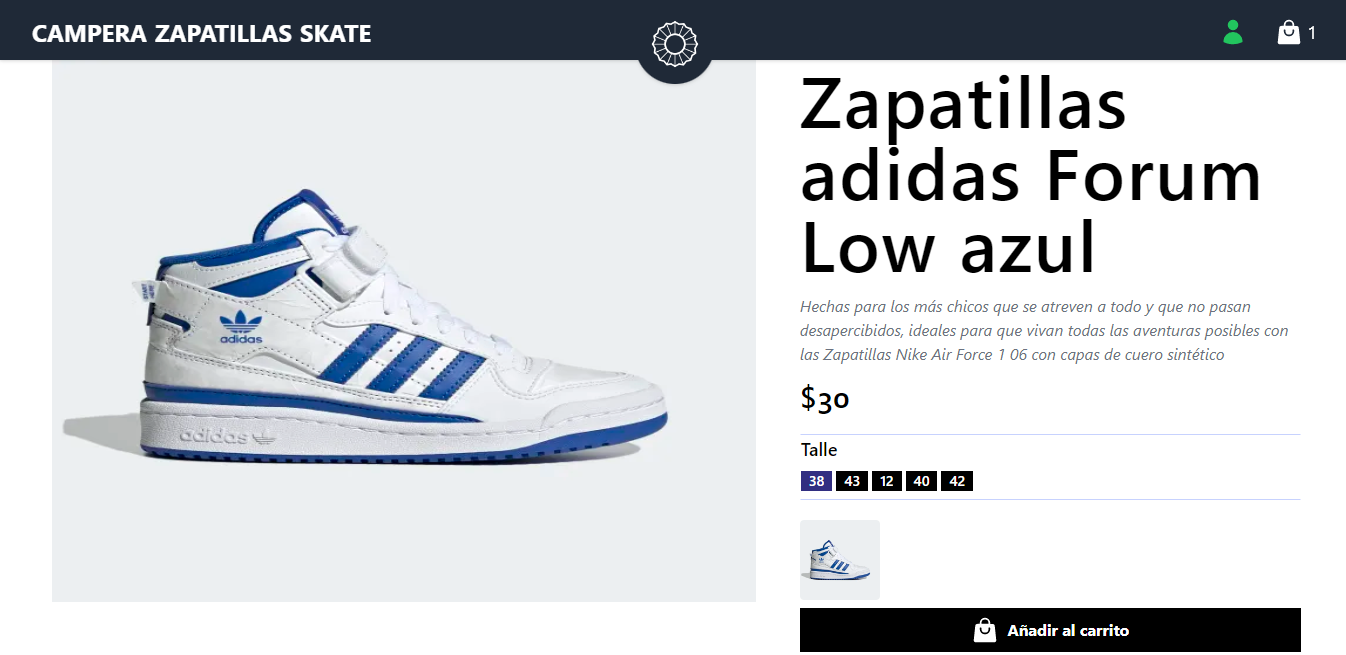 CAMPERA ZAPATILLAS SKATE
1
Zapatillas
adidas Forum
Low azul
Hechas para los más chicos que se atreven a todo y que no pasan
desapercibidos, ideales para que vivan todas las aventuras posibles con
las Zapatillas Nike Air Force 1 06 con capas de cuero sintético
$30
Talle
38 43 12 40 42
Añadir al carrito
adidas
adidas